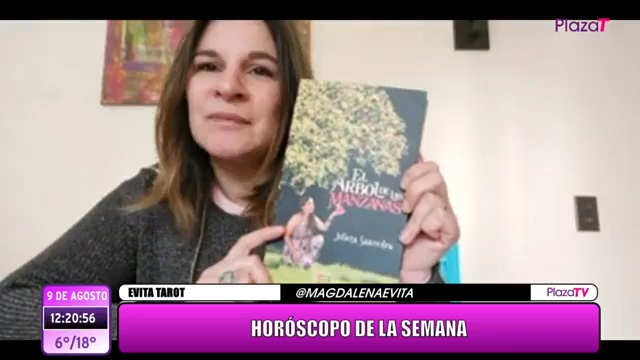 PlazaT
EL
ÁRBOL DE LAS
MANZANAS
Julieta Saavedra
9 DE AGOSTO
12:20:56
6°/18°
EVITA TAROT
@MAGDALENAEVITA
PlazaTV
HORÓSCOPO DE LA SEMANA